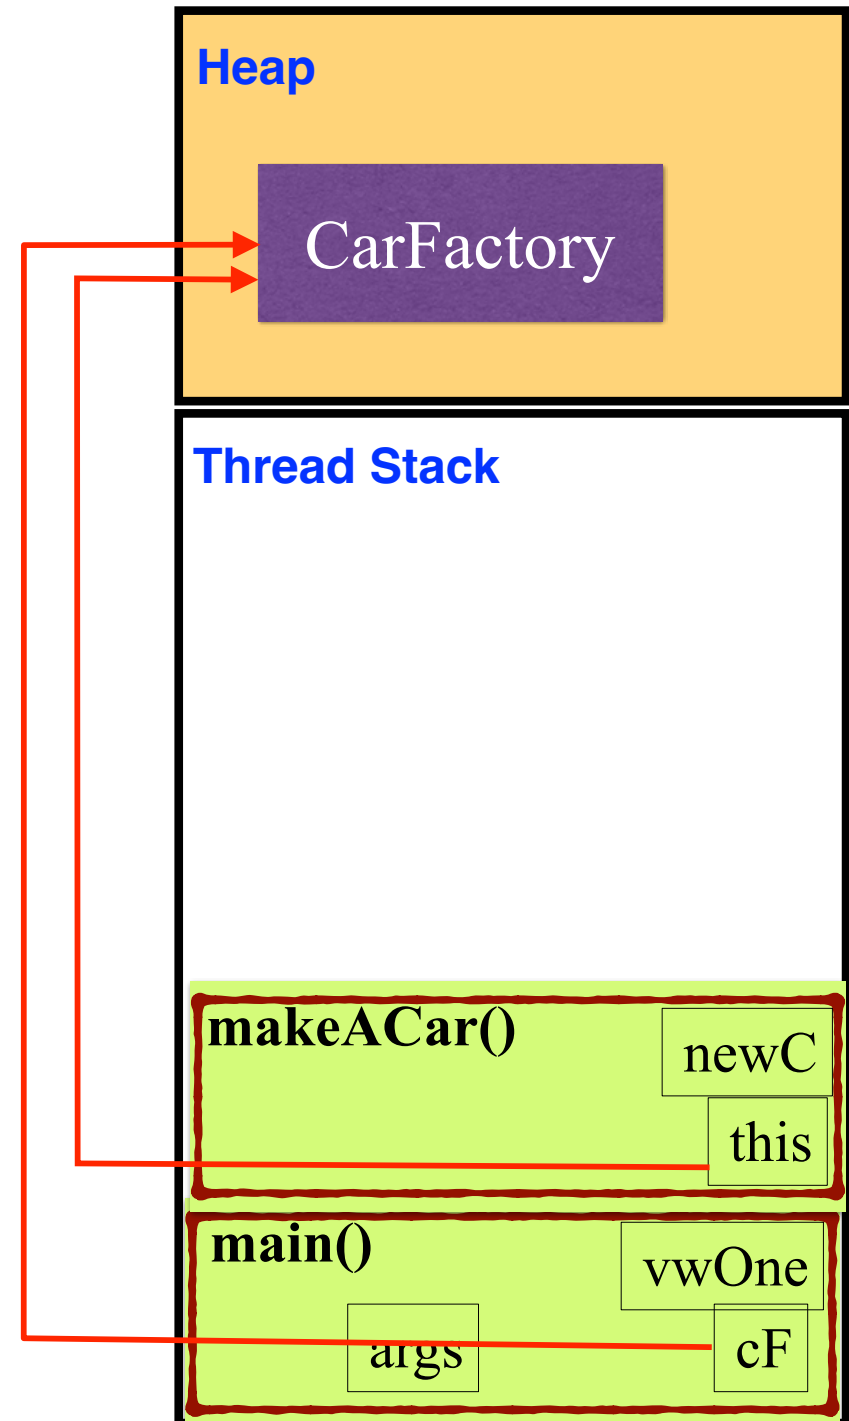 Heap
CarFactory
Thread Stack
makeACar()
newC
this
main()
vwOne
args
cF